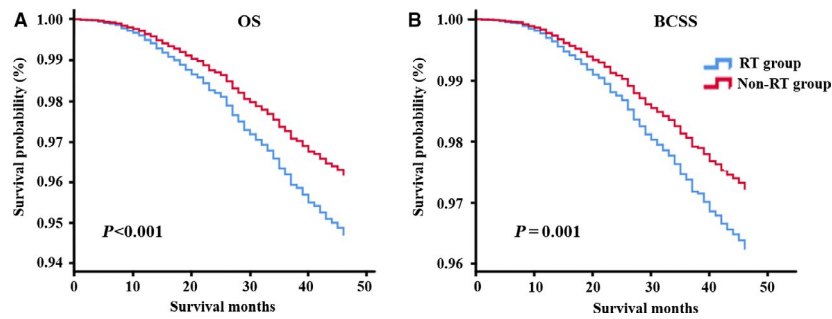 A
OS
1.00
0.99
0.98
0.97
0.96
0.95
0.94
Survival probability (%)
P<0.001
0 10 20 30 40 50
Survival months
B
BCSS
1.00
0.99
0.98
0.97
0.96
Survival probability (%)
RT group
Non-RT group
P = 0.001
0 10 20 30 40 50
Survival months